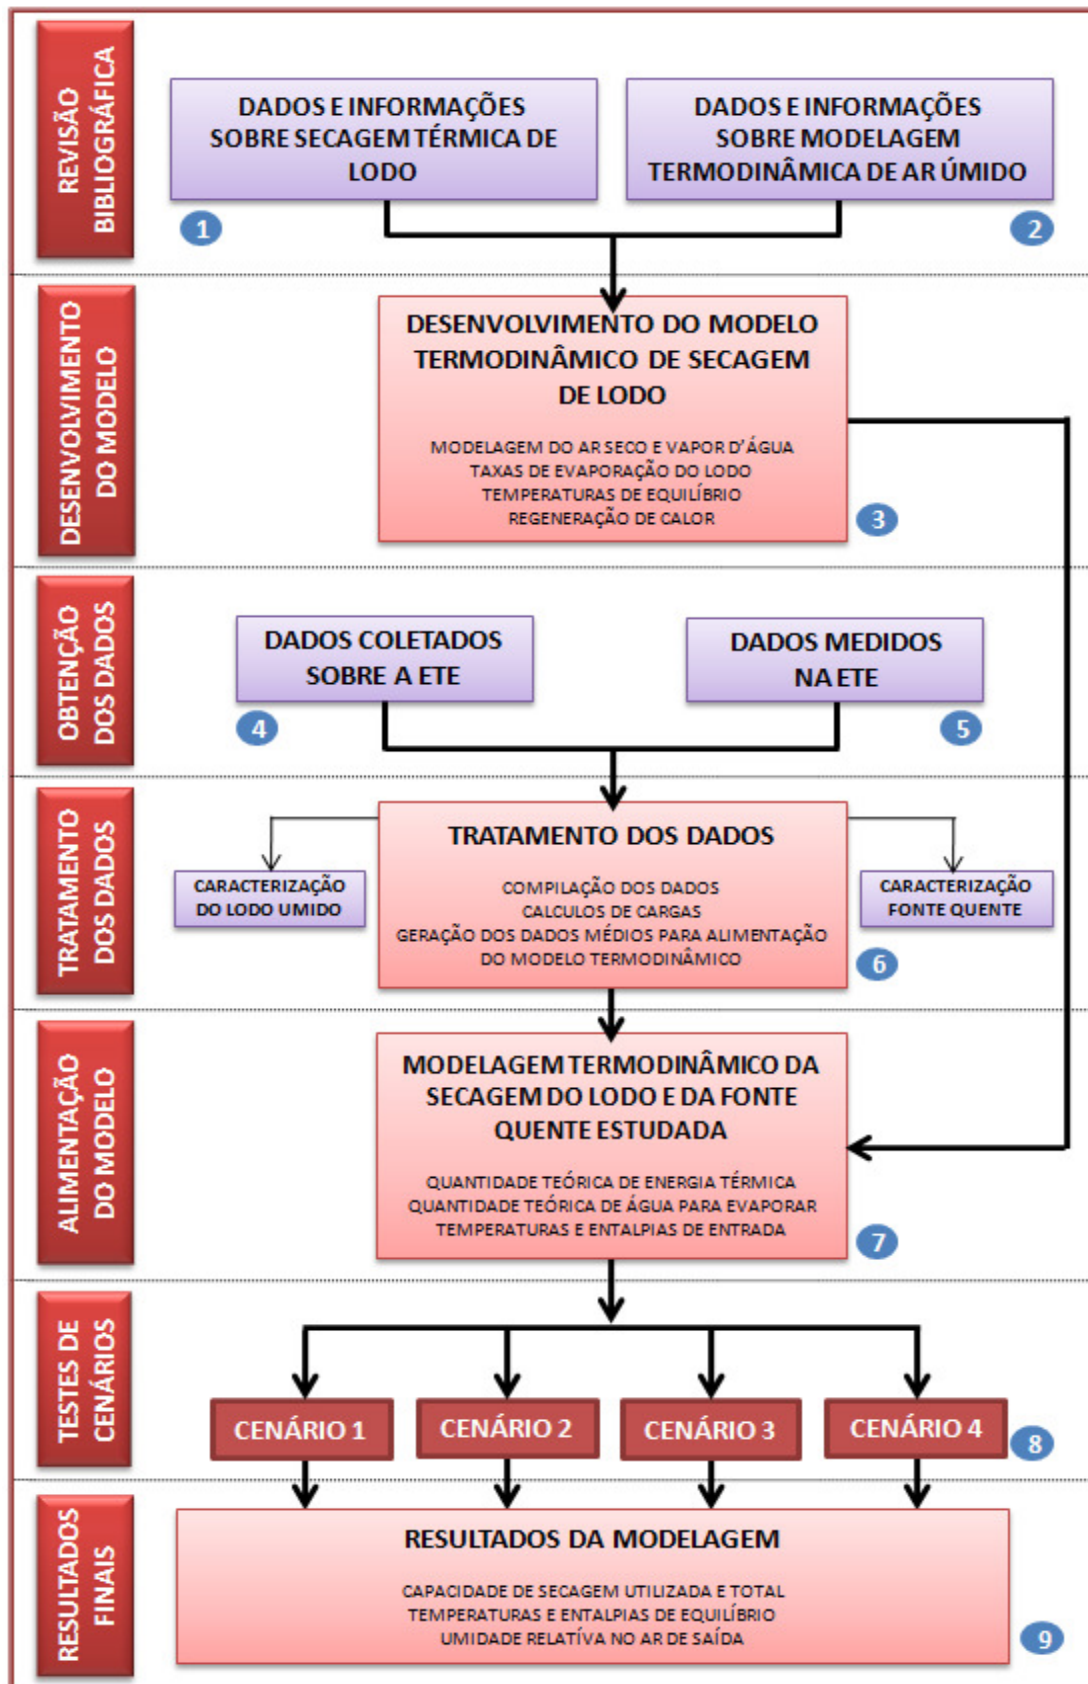 REVISÃO
BIBLIOGRÁFICA
DADOS E INFORMAÇÕES
SOBRE SECAGEM TÉRMICA DE
LODO
1
DADOS E INFORMAÇÕES
SOBRE MODELAGEM
TERMODINÂMICA DE AR ÚMIDO
2
DESENVOLVIMENTO
DO MODELO
DESENVOLVIMENTO DO MODELO
TERMODINÂMICO DE SECAGEM
DE LODO
MODELAGEM DO AR SECO E VAPOR D'ÁGUA
TAXAS DE EVAPORAÇÃO DO LODO
TEMPERATURAS DE EQUILÍBRIO
REGENERAÇÃO DE CALOR
3
OBTENÇÃO
DOS DADOS
DADOS COLETADOS
SOBRE A ETE
4
DADOS MEDIDOS
NA ETE
5
TRATAMENTO
DOS DADOS
TRATAMENTO DOS DADOS
COMPILAÇÃO DOS DADOS
CALCULOS DE CARGAS
GERAÇÃO DOS DADOS MÉDIOS PARA ALIMENTAÇÃO
DO MODELO TERMODINÂMICO
6
CARACTERIZAÇÃO
DO LODO UMIDO
CARACTERIZAÇÃO
FONTE QUENTE
ALIMENTAÇÃO
DO MODELO
MODELAGEM TERMODINÂMICO DA
SECAGEM DO LODO E DA FONTE
QUENTE ESTUDADA
QUANTIDADE TEÓRICA DE ENERGIA TÉRMICA
QUANTIDADE TEÓRICA DE ÁGUA PARA EVAPORAR
TEMPERATURAS E ENTALPIAS DE ENTRADA
7
TESTES DE
CENÁRIOS
CENÁRIO 1
CENÁRIO 2
CENÁRIO 3
CENÁRIO 4
8
RESULTADOS
FINAIS
RESULTADOS DA MODELAGEM
CAPACIDADE DE SECAGEM UTILIZADA E TOTAL
TEMPERATURAS E ENTALPIAS DE EQUILÍBRIO
UMIDADE RELATÍVA NO AR DE SAÍDA
9